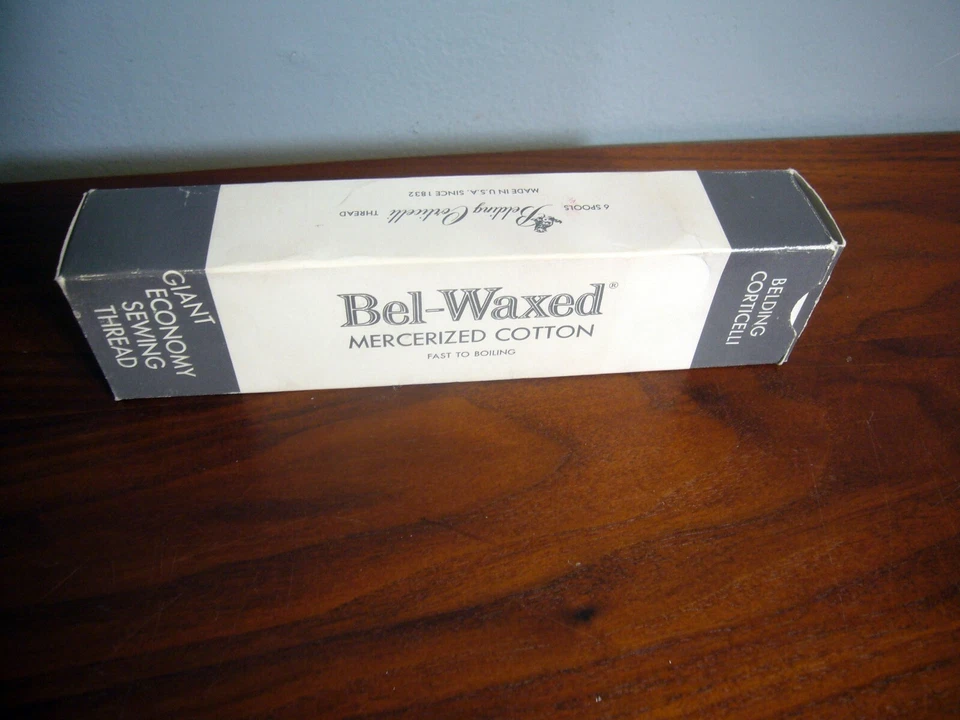 6 SPOOLS Belding Corticelli THREAD
MADE IN U.S.A. SINCE 1832
GIANT
ECONOMY
SEWING
THREAD
Bel-Waxed®
MERCERIZED COTTON
FAST TO BOILING
BELDING
CORTICELLI